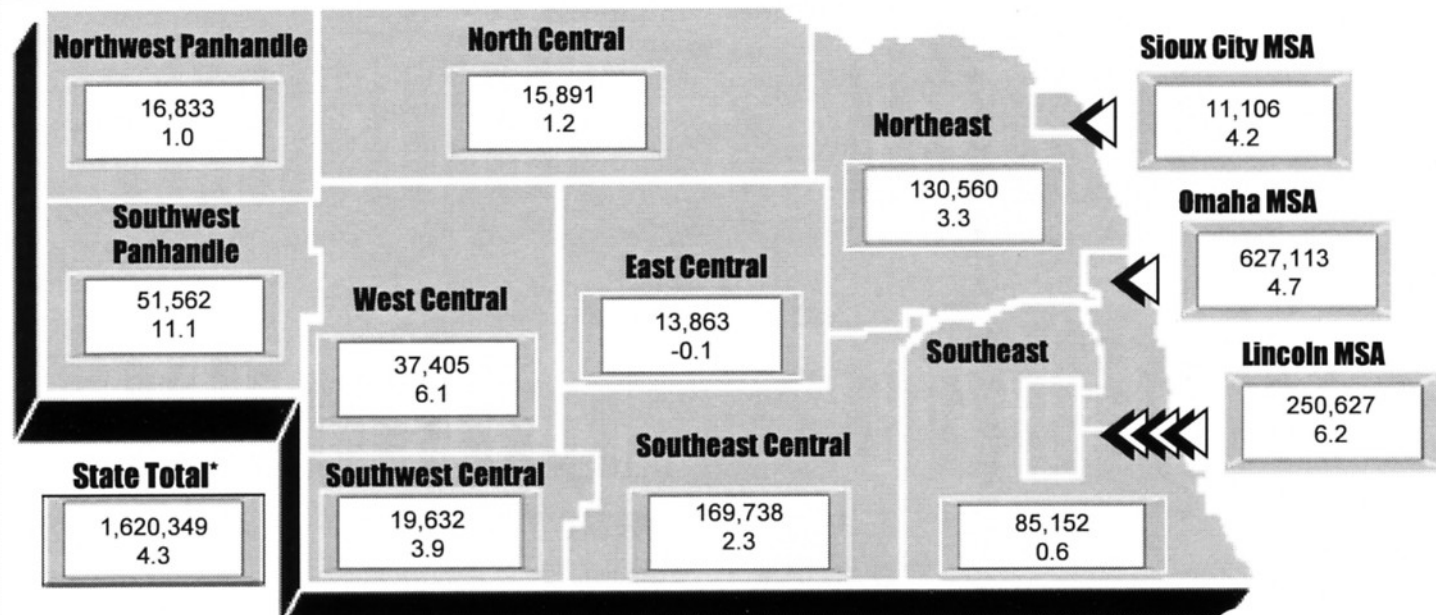 Northwest Panhandle
16,833
1.0
North Central
15,891
1.2
Sioux City MSA
11,106
4.2
Northeast
130,560
3.3
Southwest
Panhandle
51,562
11.1
West Central
37,405
6.1
East Central
13,863
-0.1
Omaha MSA
627,113
4.7
Southeast
85,152
0.6
Lincoln MSA
250,627
6.2
State Total*
1,620,349
4.3
Southwest Central
19,632
3.9
Southeast Central
169,738
2.3